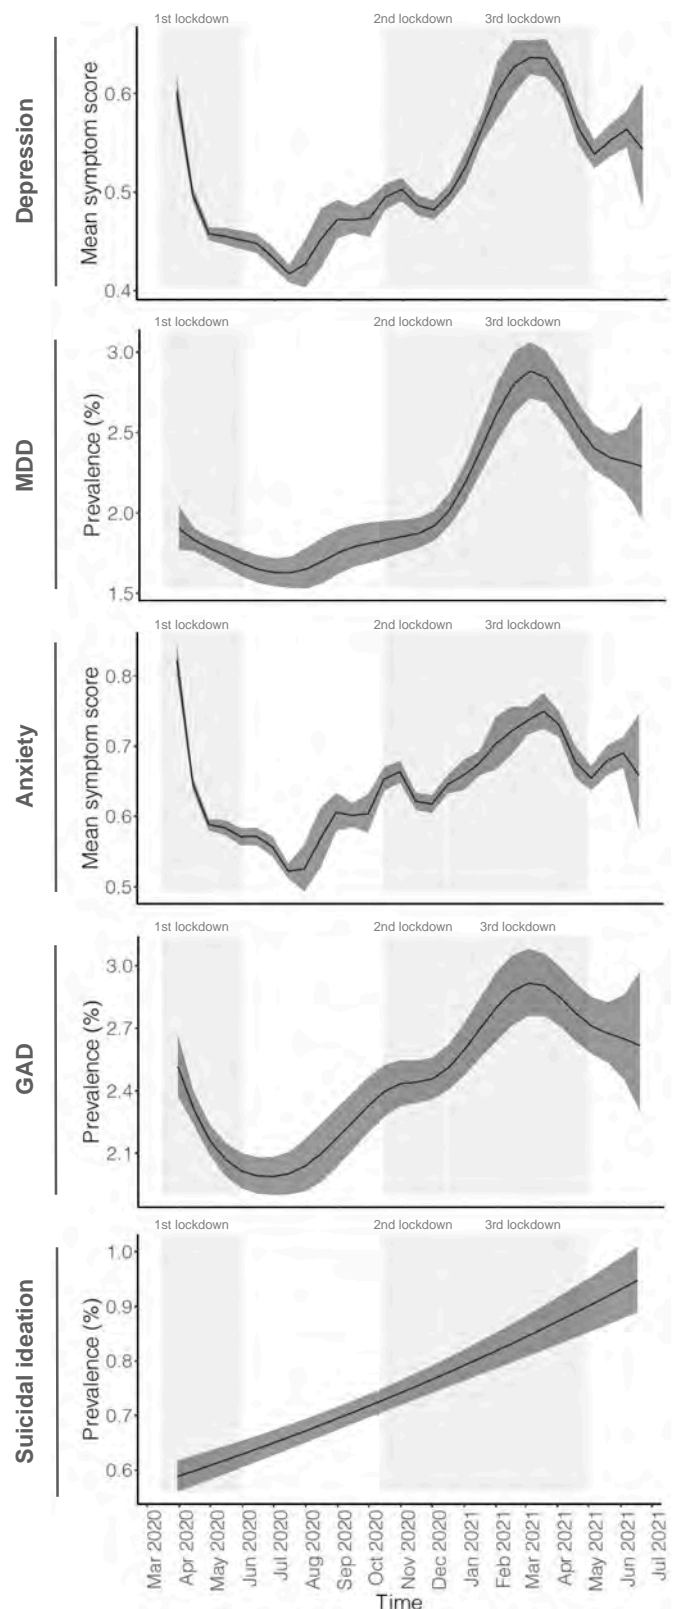 1st lockdown 2nd lockdown 3rd lockdown
Depression
Mean symptom score
0.6
0.5
0.4
1st lockdown 2nd lockdown 3rd lockdown
MDD
Prevalence (%)
3.0
2.5
2.0
1.5
1st lockdown 2nd lockdown 3rd lockdown
Anxiety
Mean symptom score
0.8
0.7
0.6
0.5
1st lockdown 2nd lockdown 3rd lockdown
GAD
Prevalence (%)
3.0
2.7
2.4
2.1
1st lockdown 2nd lockdown 3rd lockdown
Suicidal ideation
Prevalence (%)
1.0
0.9
0.8
0.7
0.6
Mar 2020
Apr 2020
May 2020
Jun 2020
Jul 2020
Aug 2020
Sep 2020
Oct 2020
Nov 2020
Dec 2020
Jan 2021
Feb 2021
Mar 2021
Apr 2021
May 2021
Jun 2021
Jul 2021
Time